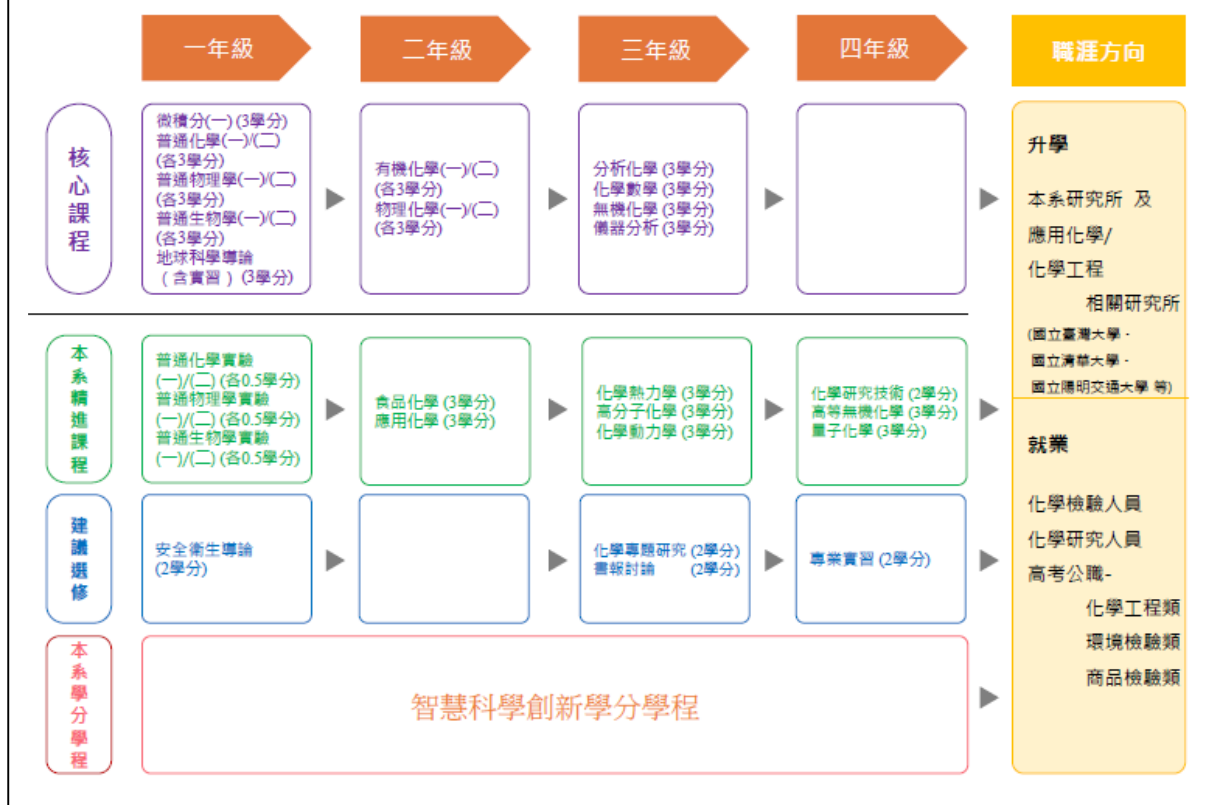 一年級
二年級
三年級
四年級
職涯方向
核心課程
微積分(一) (3學分)
普通化學(一)/(二)
(各3學分)
普通物理學(一)/(二)
(各3學分)
普通生物學(一)/(二)
(各3學分)
地球科學導論
(含實習) (3學分)
有機化學(一)/(二)
(各3學分)
物理化學(一)/(二)
(各3學分)
分析化學 (3學分)
化學數學 (3學分)
無機化學 (3學分)
儀器分析 (3學分)
本系精進課程
普通化學實驗
(一)/(二) (各0.5學分)
普通物理學實驗
(一)/(二) (各0.5學分)
普通生物學實驗
(一)/(二) (各0.5學分)
食品化學 (3學分)
應用化學 (3學分)
化學熱力學 (3學分)
高分子化學 (3學分)
化學動力學 (3學分)
化學研究技術 (2學分)
高等無機化學 (3學分)
量子化學 (3學分)
建議選修
安全衛生導論
(2學分)
化學專題研究 (2學分)
書報討論 (2學分)
專業實習 (2學分)
本系學分學程
智慧科學創新學分學程
升學
本系研究所 及
應用化學/
化學工程
相關研究所
(國立臺灣大學、
國立清華大學、
國立陽明交通大學 等)
就業
化學檢驗人員
化學研究人員
高考公職-
化學工程類
環境檢驗類
商品檢驗類